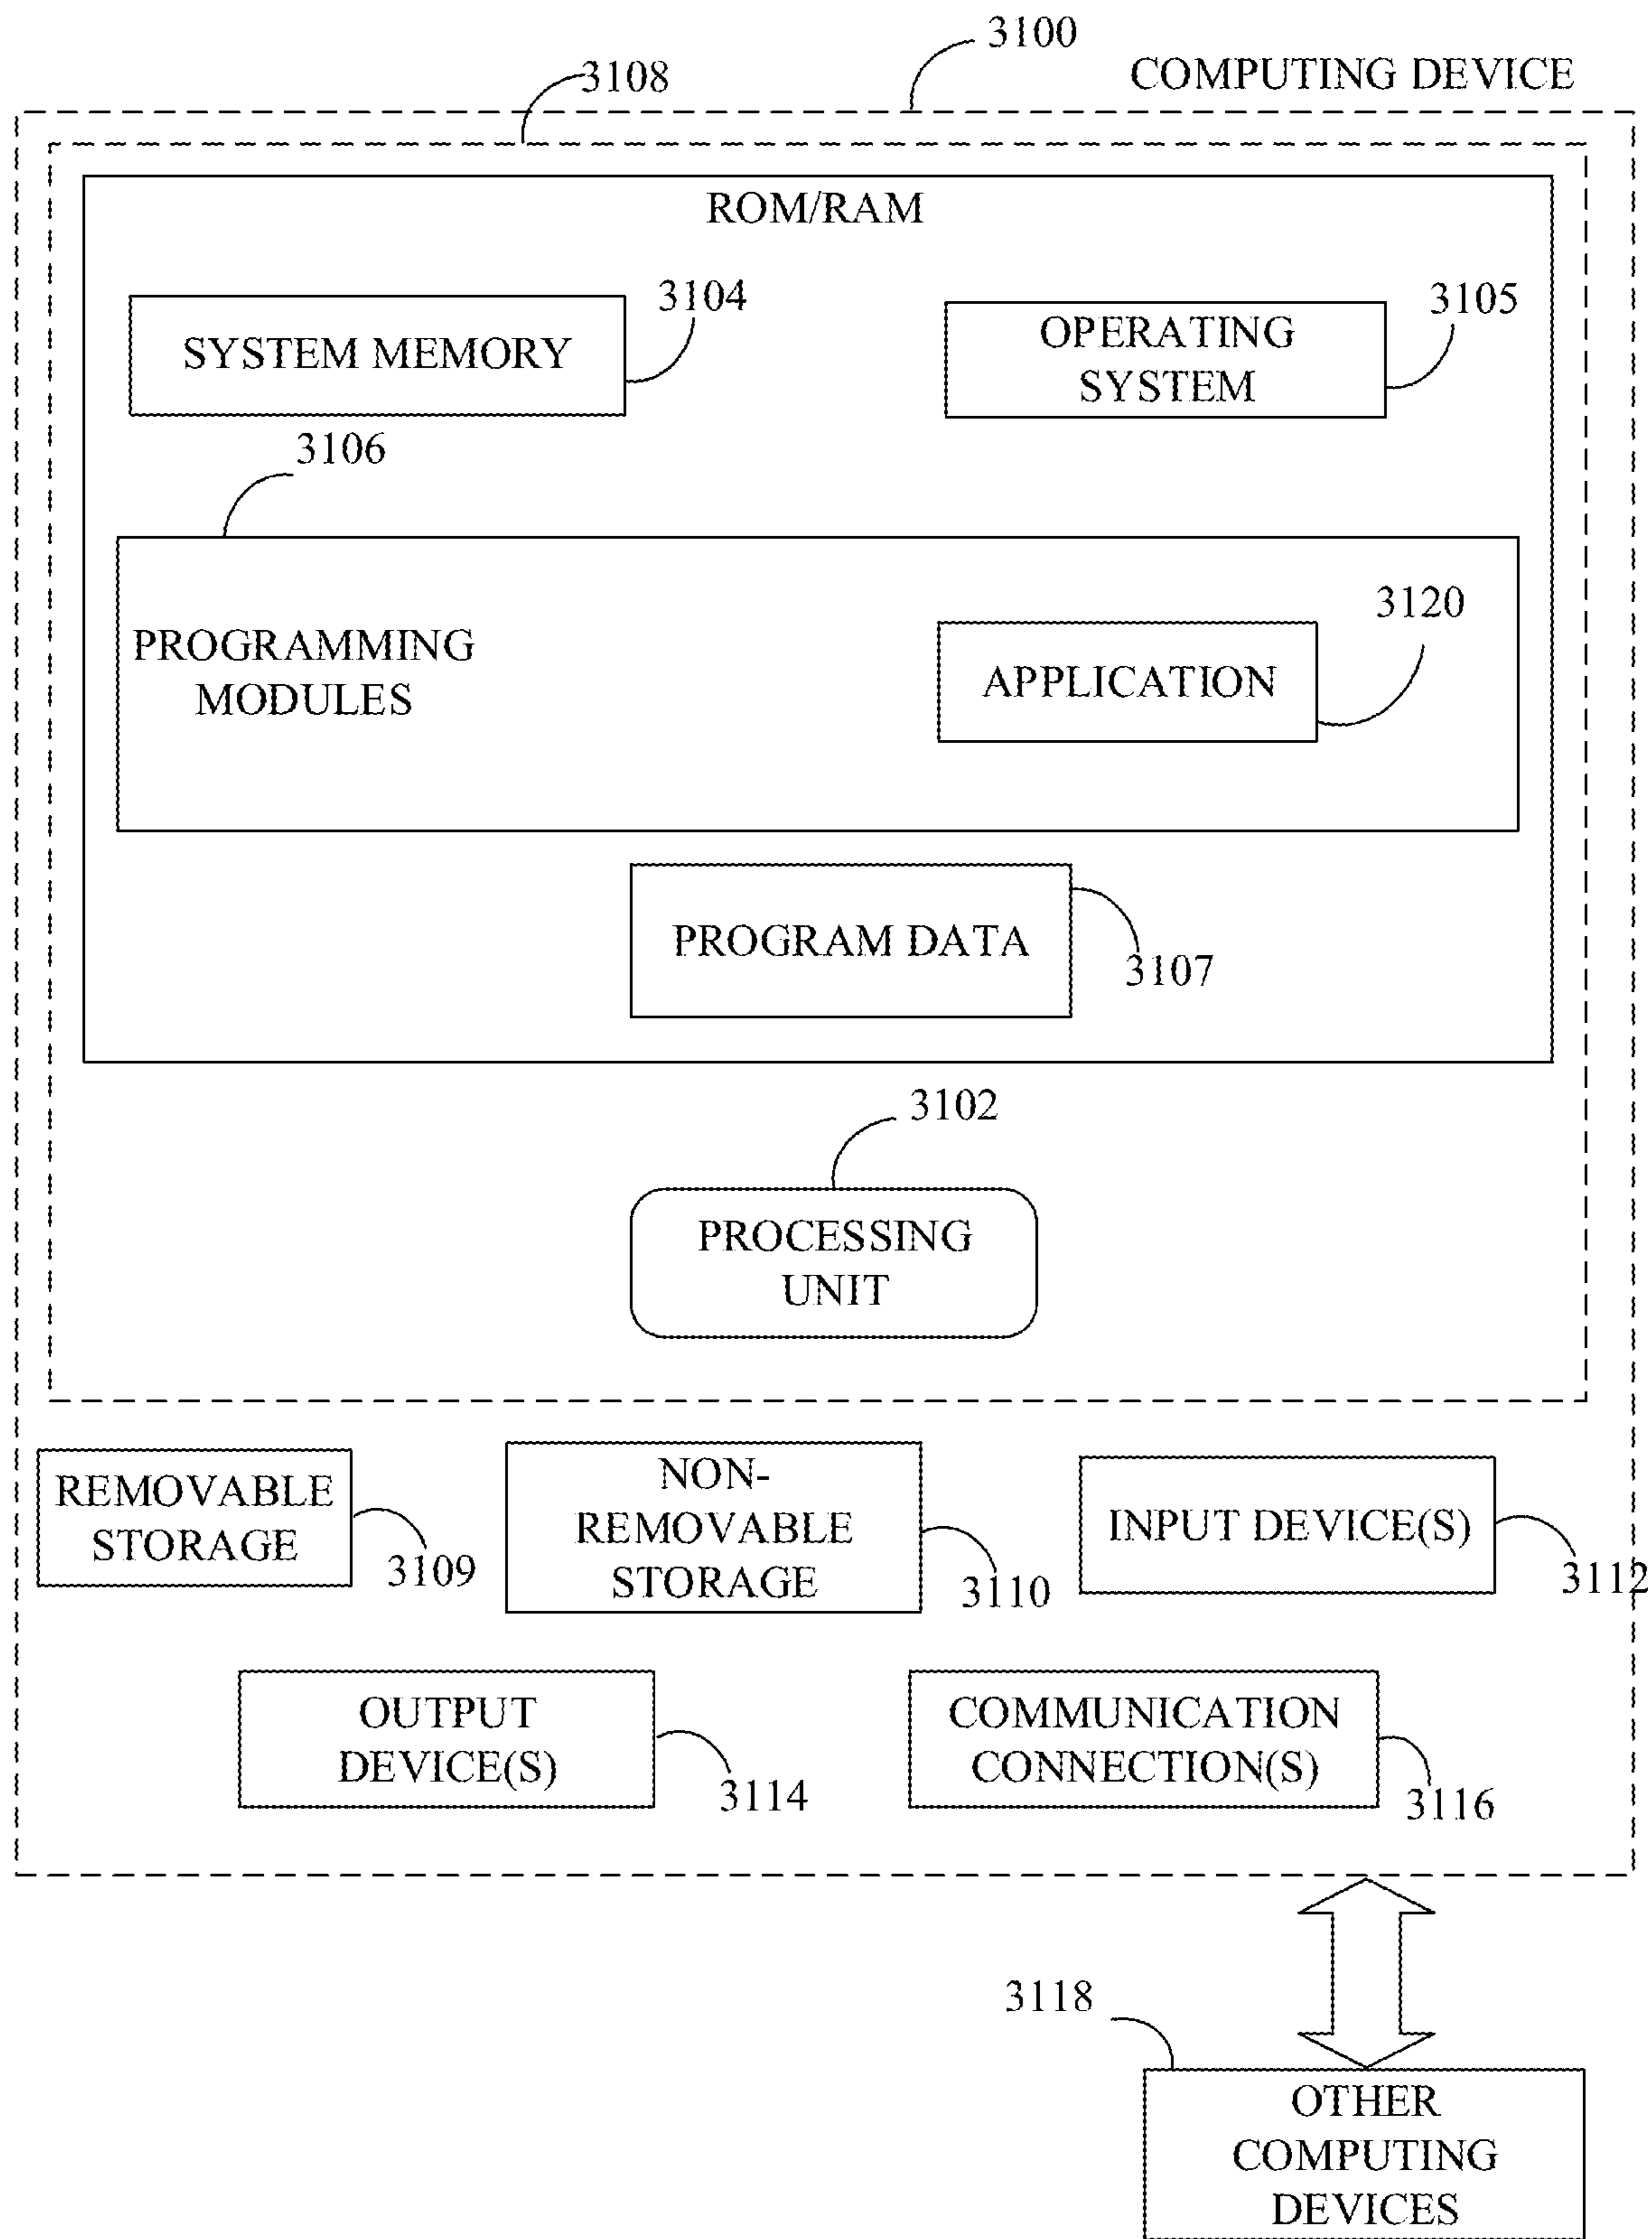 3100
3108
COMPUTING DEVICE
ROM/RAM
3104
SYSTEM MEMORY
3105
OPERATING
SYSTEM
3106
PROGRAMMING
MODULES
3120
APPLICATION
PROGRAM DATA
3107
3102
PROCESSING
UNIT
REMOVABLE
STORAGE
3109
NON-
REMOVABLE
STORAGE
3110
INPUT DEVICE(S)
3112
OUTPUT
DEVICE(S)
3114
COMMUNICATION
CONNECTION(S)
3116
3118
OTHER
COMPUTING
DEVICES